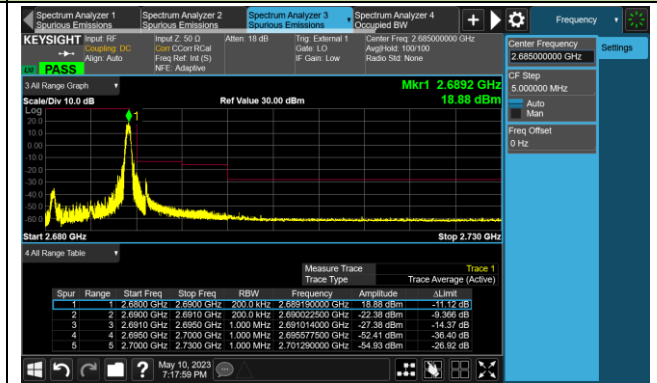 Spectrum Analyzer 1 Spectrum Analyzer 2 Spectrum Analyzer 3 Spectrum Analyzer 4
Spurious Emissions Spurious Emissions Spurious Emissions Occupied BW
Frequency
KEYSIGHT Input: RF Input Z: 50 Ω Atten: 18 dB Trig: External 1 Center Freq: 2.685000000 GHz
Coupling: DC Corr CCorr RCal Gate: LO Avg|Hold: 100/100
Align: Auto Freq Ref: Int (S) IF Gain: Low Radio Std: None
NFE: Adaptive
PASS
Center Frequency
2.685000000 GHz
Settings
CF Step
5.000000 MHz
Auto
Man
Freq Offset
0 Hz
3 All Range Graph
Mkr1 2.6892 GHz
Scale/Div 10.0 dB Ref Value 30.00 dBm 18.88 dBm
Log
1
20.0
10.0
0.00
-10.0
-20.0
-30.0
-40.0
-50.0
-60.0
Start 2.680 GHz Stop 2.730 GHz
4 All Range Table
Measure Trace Trace 1
Trace Type Trace Average (Active)
Spur Range Start Freq Stop Freq RBW Frequency Amplitude ΔLimit
1 1 2.6800 GHz 2.6900 GHz 200.0 kHz 2.689190000 GHz 18.88 dBm -11.12 dB
2 2 2.6900 GHz 2.6910 GHz 200.0 kHz 2.690022500 GHz -22.38 dBm -9.366 dB
3 3 2.6910 GHz 2.6950 GHz 1.000 MHz 2.691014000 GHz -27.38 dBm -14.37 dB
4 4 2.6950 GHz 2.7000 GHz 1.000 MHz 2.695577500 GHz -52.41 dBm -36.40 dB
5 5 2.7000 GHz 2.7300 GHz 1.000 MHz 2.701290000 GHz -54.93 dBm -26.92 dB
May 10, 2023
7:17:59 PM